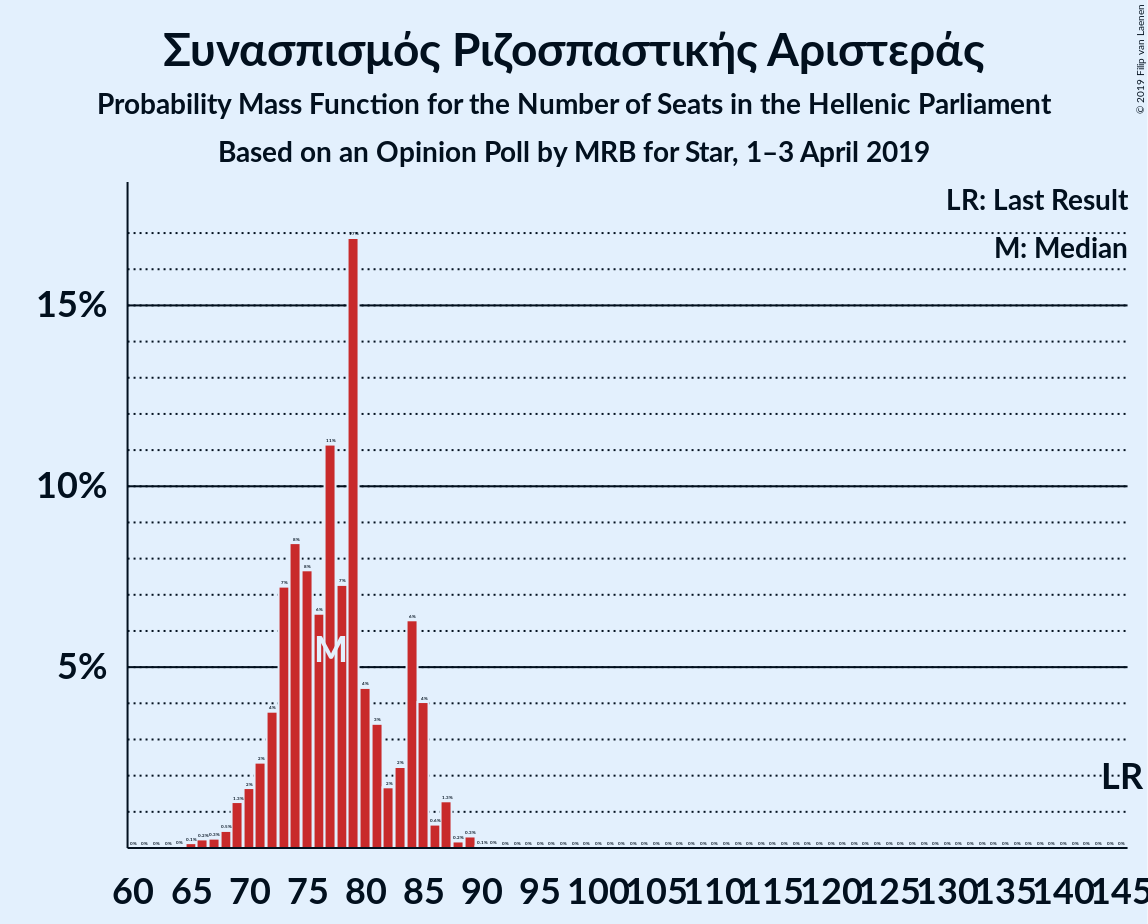 Συνασπισμός Ριζοσπαστικής Αριστεράς
Probability Mass Function for the Number of Seats in the Hellenic Parliament
Based on an Opinion Poll by MRB for Star, 1–3 April 2019
© 2019 Filip van Laenen
LR: Last Result
M: Median
15%
10%
5%
M
LR
60 65 70 75 80 85 90 95 100 105 110 115 120 125 130 135 140 145